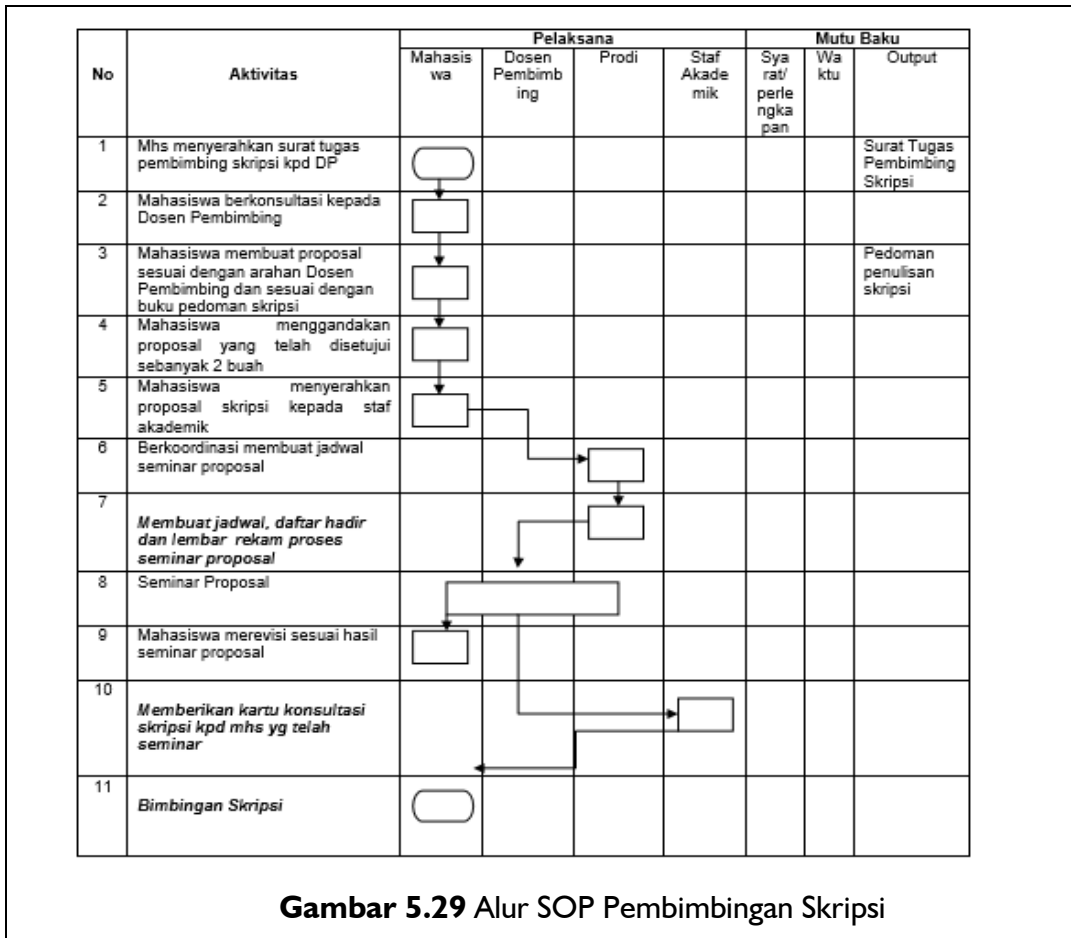 Pelaksana
Mutu Baku
No
Aktivitas
Mahasis
wa
Dosen
Pembimb
ing
Prodi
Staf
Akade
mik
Sya
rat/
perle
ngka
pan
Wa
ktu
Output
1
Mhs menyerahkan surat tugas
pembimbing skripsi kpd DP
Surat Tugas
Pembimbing
Skripsi
2
Mahasiswa berkonsultasi kepada
Dosen Pembimbing
3
Mahasiswa membuat proposal
sesuai dengan arahan Dosen
Pembimbing dan sesuai dengan
buku pedoman skripsi
Pedoman
penulisan
skripsi
4
Mahasiswa menggandakan
proposal yang telah disetujui
sebanyak 2 buah
5
Mahasiswa menyerahkan
proposal skripsi kepada staf
akademik
6
Berkoordinasi membuat jadwal
seminar proposal
7
Membuat jadwal, daftar hadir
dan lembar rekam proses
seminar proposal
8
Seminar Proposal
9
Mahasiswa merevisi sesuai hasil
seminar proposal
10
Memberikan kartu konsultasi
skripsi kpd mhs yg telah
seminar
11
Bimbingan Skripsi
Gambar 5.29 Alur SOP Pembimbingan Skripsi